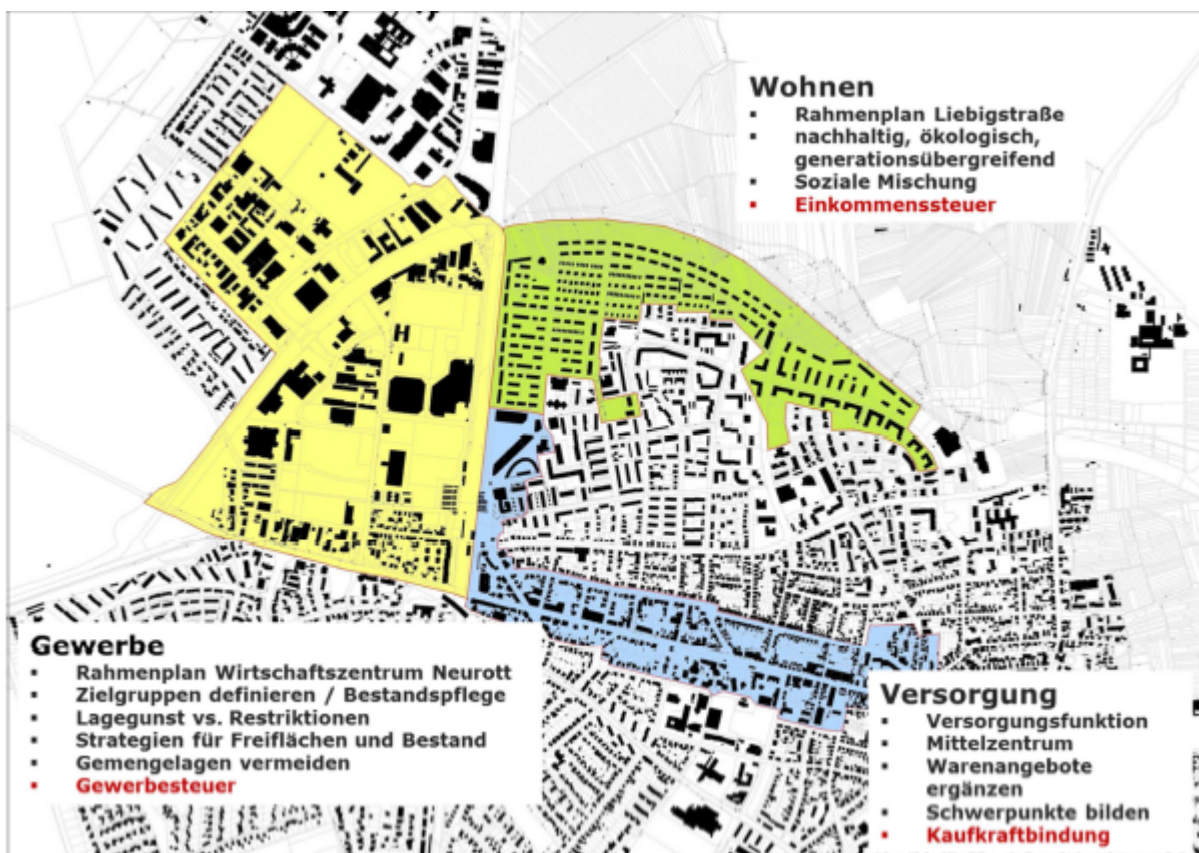 Wohnen
▪ Rahmenplan Liebigstraße
▪ nachhaltig, ökologisch,
generationsübergreifend
▪ Soziale Mischung
▪ Einkommenssteuer
Gewerbe
▪ Rahmenplan Wirtschaftszentrum Neurott
▪ Zielgruppen definieren / Bestandspflege
▪ Lagegunst vs. Restriktionen
▪ Strategien für Freiflächen und Bestand
▪ Gemengelagen vermeiden
▪ Gewerbesteuer
Versorgung
▪ Versorgungsfunktion
▪ Mittelzentrum
▪ Warenangebote
ergänzen
▪ Schwerpunkte bilden
▪ Kaufkraftbindung